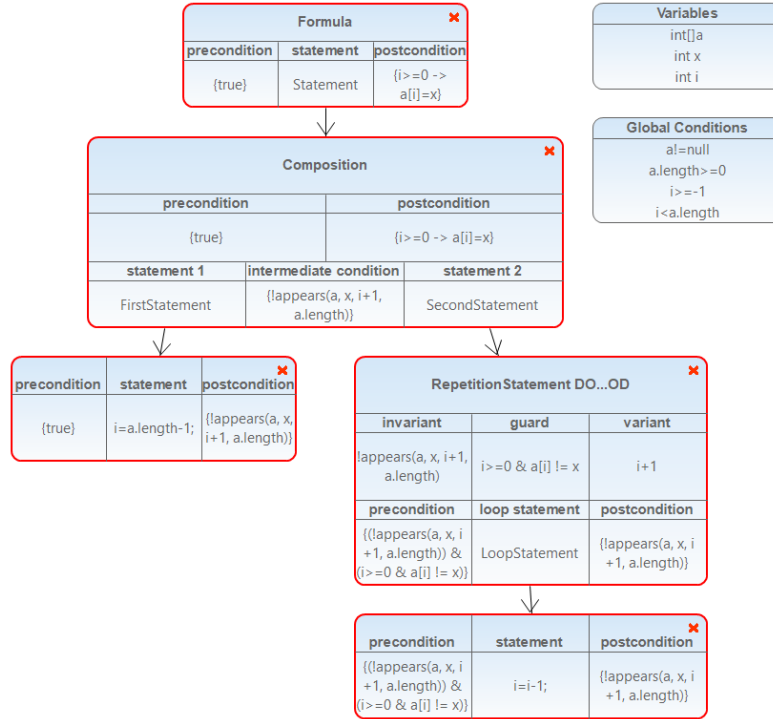 Formula
precondition statement postcondition
{true} Statement {i>=0 ->
a[i]=x}
Variables
int[]a
int x
int i
Global Conditions
a!=null
a.length>=0
i>=-1
i<a.length
Composition
precondition postcondition
{true} {i>=0 -> a[i]=x}
statement 1 intermediate condition statement 2
FirstStatement {!appears(a, x, i+1,
a.length)} SecondStatement
precondition statement postcondition
{true} i=a.length-1; {!appears(a, x,
i+1, a.length)}
RepetitionStatement DO...OD
invariant guard variant
!appears(a, x, i+1,
a.length) i>=0 & a[i] != x i+1
precondition loop statement postcondition
{(!appears(a, x, i
+1, a.length)) &
(i>=0 & a[i] != x)} LoopStatement {!appears(a, x, i
+1, a.length)}
precondition statement postcondition
{(!appears(a, x, i
+1, a.length)) &
(i>=0 & a[i] != x)} i=i-1; {!appears(a, x, i
+1, a.length)}